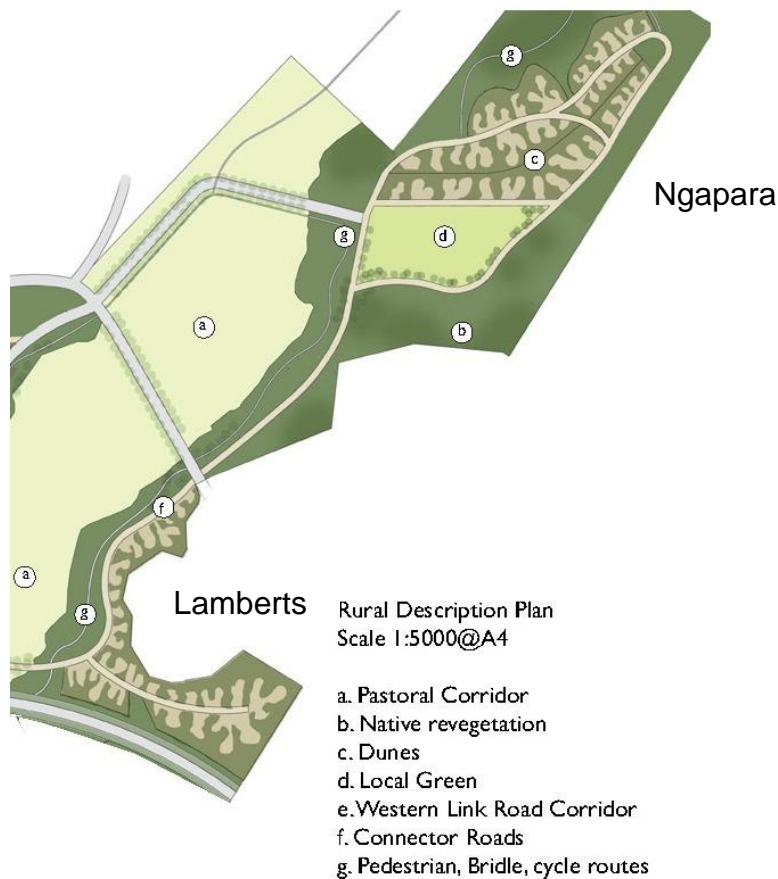 g
c
Ngapara
g
d
a
b
f
a
Lamberts
g
Rural Description Plan
Scale 1:5000@A4
a. Pastoral Corridor
b. Native revegetation
c. Dunes
d. Local Green
e. Western Link Road Corridor
f. Connector Roads
g. Pedestrian, Bridle, cycle routes